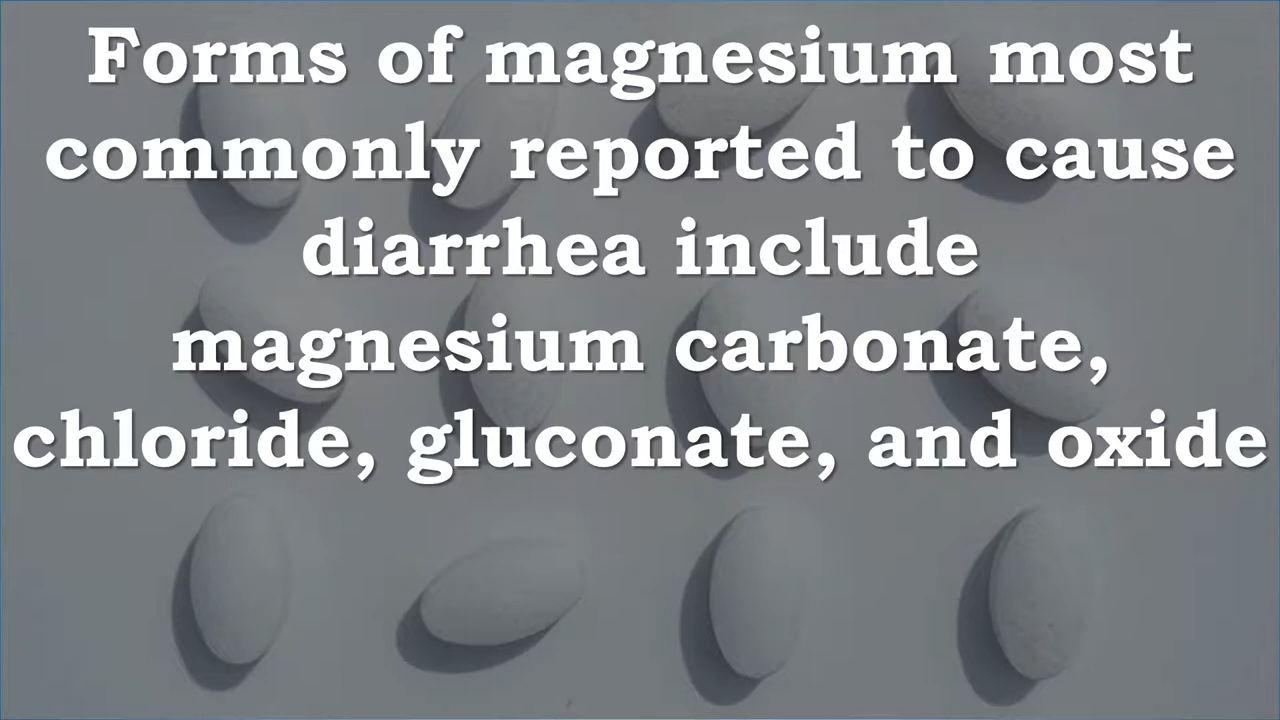 Forms of magnesium most
commonly reported to cause
diarrhea include
magnesium carbonate,
chloride, gluconate, and oxide